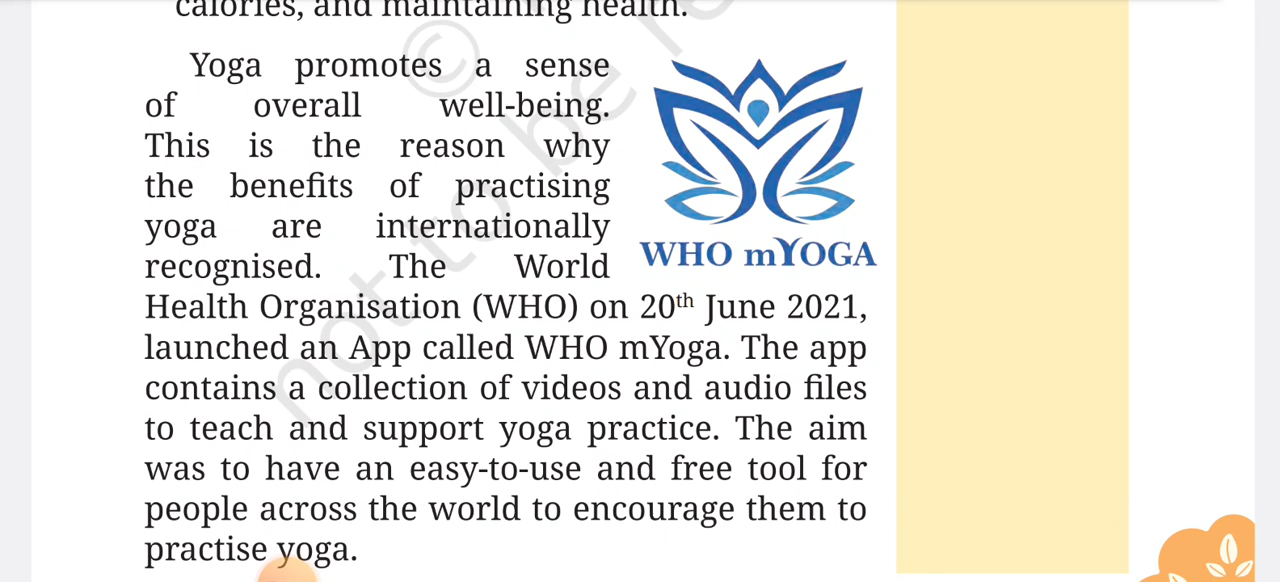 calories, and maintaining health.
Yoga promotes a sense
of overall well-being.
This is the reason why
the benefits of practising
yoga are internationally
recognised. The World
WHO mYOGA
Health Organisation (WHO) on 20th June 2021,
launched an App called WHO mYoga. The app
contains a collection of videos and audio files
to teach and support yoga practice. The aim
was to have an easy-to-use and free tool for
people across the world to encourage them to
practise yoga.
© not to be re